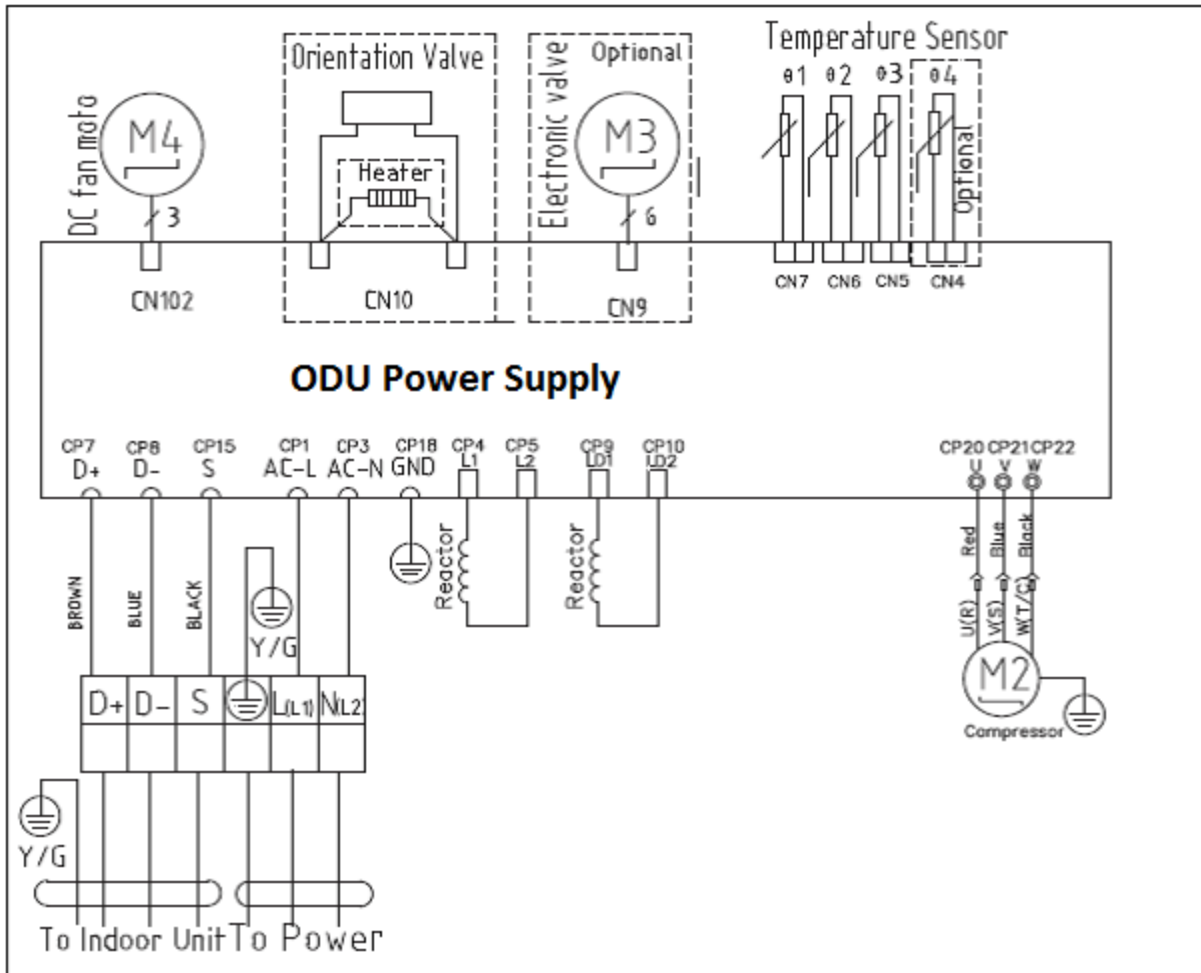 Orientation Valve
Optional
Temperature Sensor
θ1 θ2 θ3 θ4
DC fan moto
M4
Heater
Electronic valve
M3
Optional
3
6
CN102
CN10
CN9
CN7 CN6 CN5 CN4
ODU Power Supply
CP7 CP8 CP15 CP1 CP3 CP18 CP4 CP5 CP9 CP10
D+ D- S AC-L AC-N GND L1 L2 LD1 LD2
CP20 CP21 CP22
U V W
BROWN
BLUE
BLACK
Y/G
Reactor
Reactor
Red
Blue
Black
U(R)
V(S)
W(T/C)
M2
Compressor
D+ D- S L(L1) N(L2)
Y/G
To Indoor Unit To Power